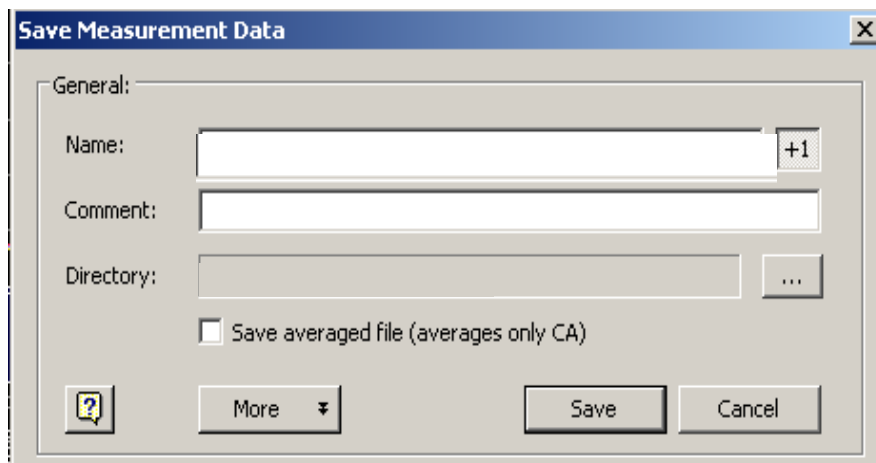 Save Measurement Data
General:
Name:
+1
Comment:
Directory:
...
Save averaged file (averages only CA)
?
More
Save
Cancel